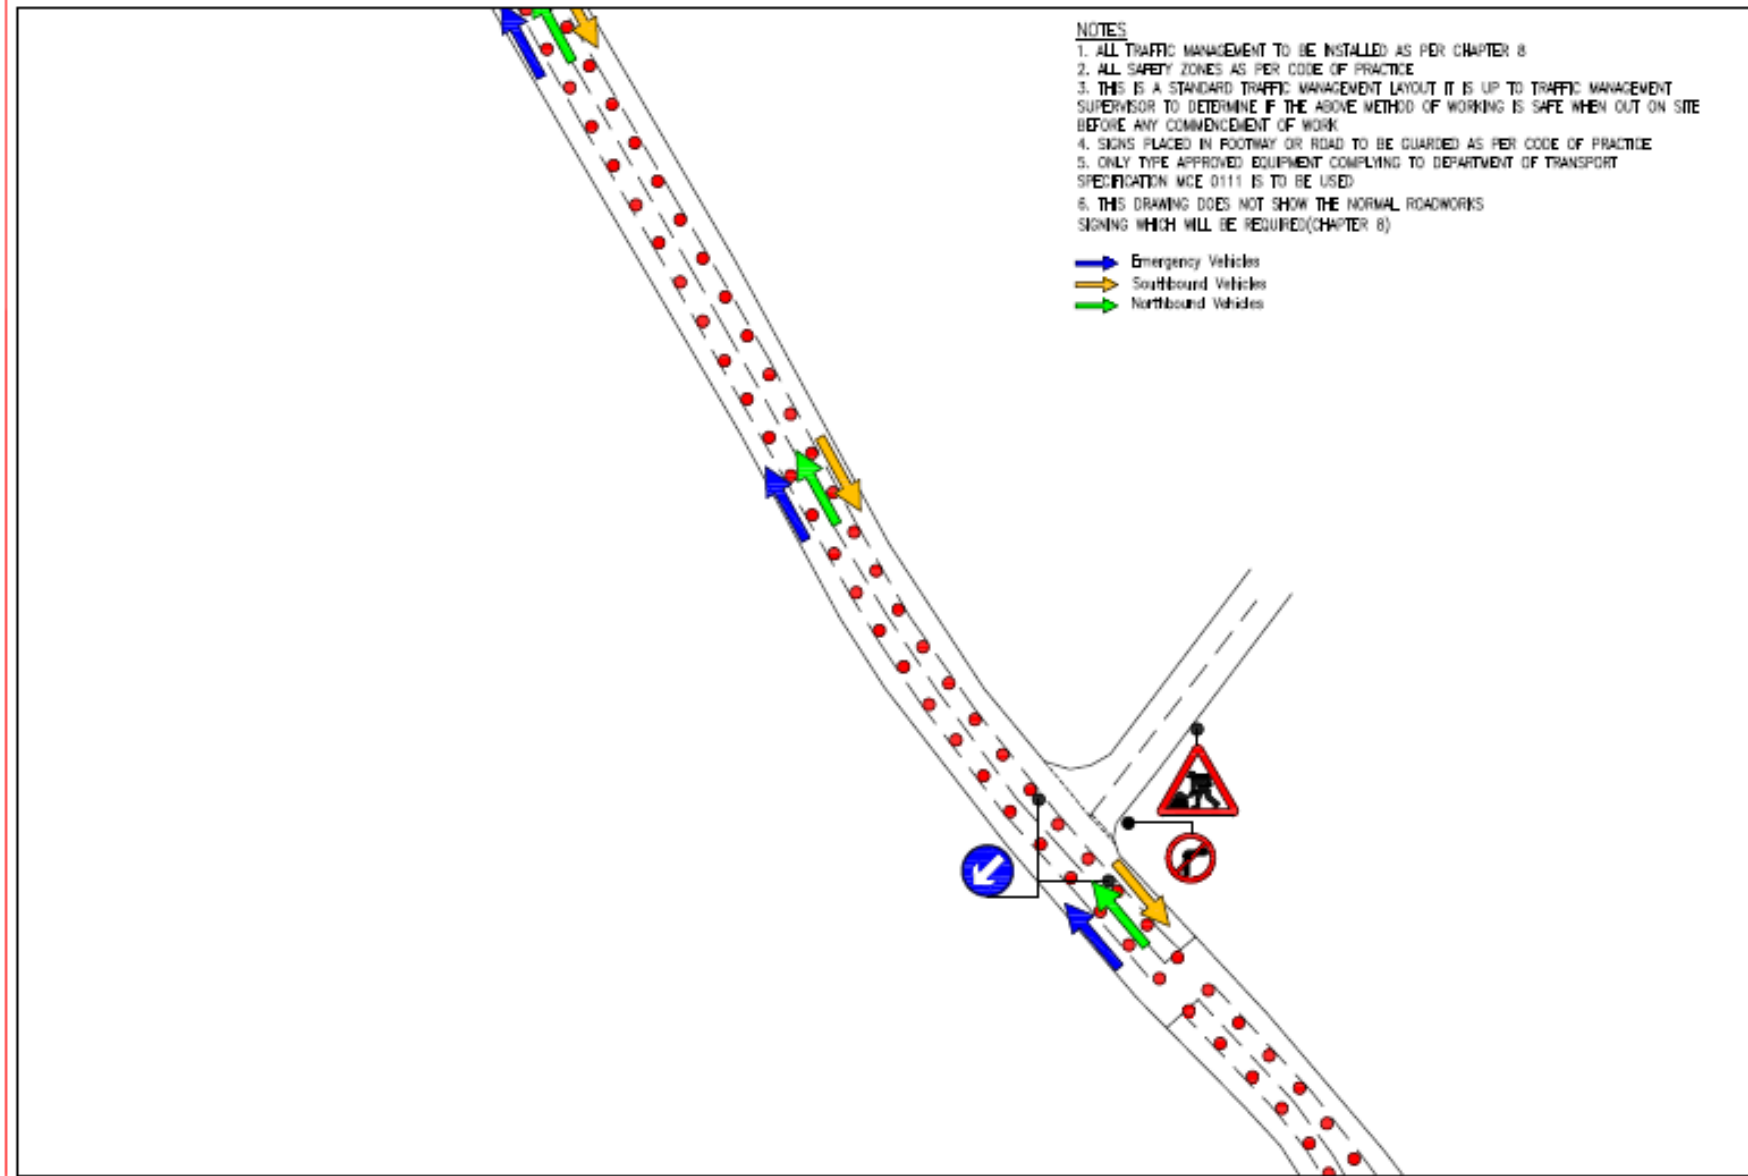 NOTES
1. ALL TRAFFIC MANAGEMENT TO BE INSTALLED AS PER CHAPTER 8
2. ALL SAFETY ZONES AS PER CODE OF PRACTICE
3. THIS IS A STANDARD TRAFFIC MANAGEMENT LAYOUT IT IS UP TO TRAFFIC MANAGEMENT
SUPERVISOR TO DETERMINE IF THE ABOVE METHOD OF WORKING IS SAFE WHEN OUT ON SITE
BEFORE ANY COMMENCEMENT OF WORK
4. SIGNS PLACED IN FOOTWAY OR ROAD TO BE GUARDED AS PER CODE OF PRACTICE
5. ONLY TYPE APPROVED EQUIPMENT COMPLYING TO DEPARTMENT OF TRANSPORT
SPECIFICATION MCE 0111 IS TO BE USED
6. THIS DRAWING DOES NOT SHOW THE NORMAL ROADWORKS
SIGNING WHICH WILL BE REQUIRED(CHAPTER 8)
Emergency Vehicles
Southbound Vehicles
Northbound Vehicles